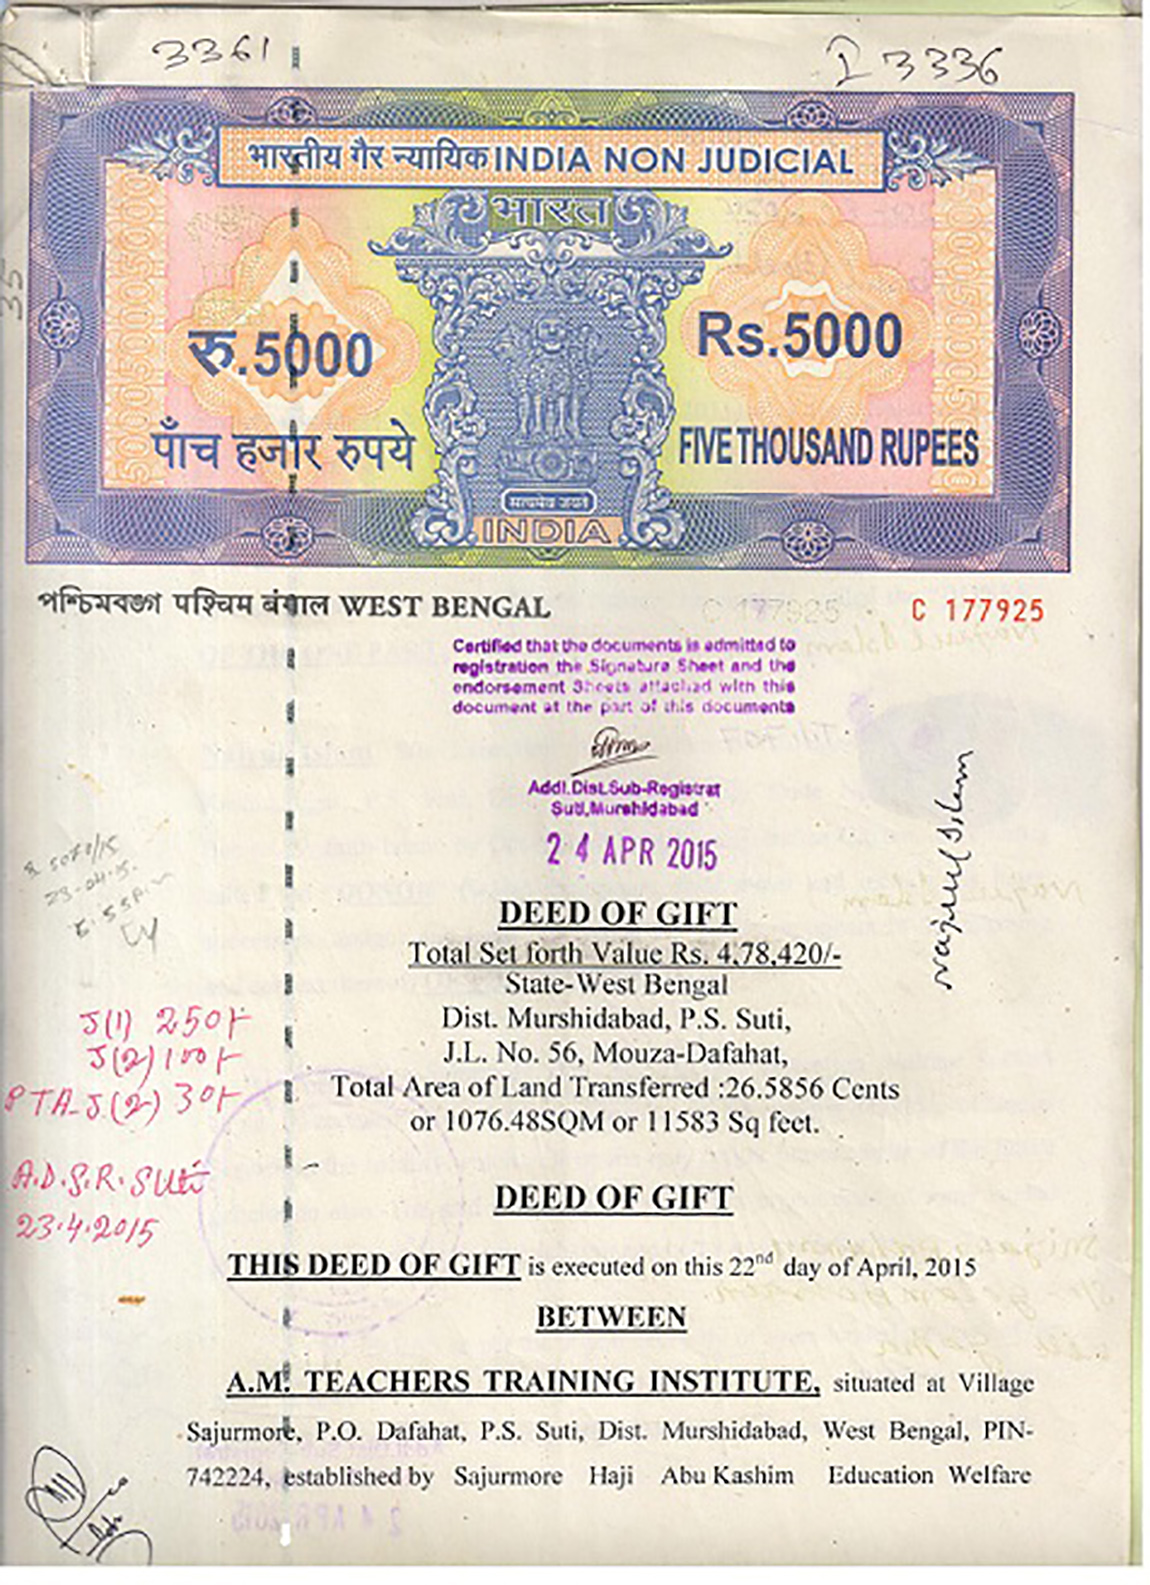 3361
I 3336
भारतीय गैर न्यायिक INDIA NON JUDICIAL
भारत
रु.5000
Rs.5000
पाँच हजार रुपये
FIVE THOUSAND RUPEES
सत्यमेव जयते
INDIA
পশ্চিমবঙ্গ पश्चिम बंगाल WEST BENGAL
C 177925
Certified that the documents is admitted to
registration the Signature Sheet and the
endorsement Sheets attached with this
document at the part of this documents
Addl.Dist.Sub-Registrar
Suti,Murshidabad
24 APR 2015
Najrul Islam
DEED OF GIFT
Total Set forth Value Rs. 4,78,420/-
State-West Bengal
Dist. Murshidabad, P.S. Suti,
J.L. No. 56, Mouza-Dafahat,
Total Area of Land Transferred :26.5856 Cents
or 1076.48SQM or 11583 Sq feet.
23-04-15.
J(1) 250/-
J(2) 100/-
PTA-J.(2) 30/-
A.D.S.R. Suti
23.4.2015
DEED OF GIFT
THIS DEED OF GIFT is executed on this 22nd day of April, 2015
BETWEEN
A.M. TEACHERS TRAINING INSTITUTE, situated at Village
Sajurmore, P.O. Dafahat, P.S. Suti, Dist. Murshidabad, West Bengal, PIN-
742224, established by Sajurmore Haji Abu Kashim Education Welfare